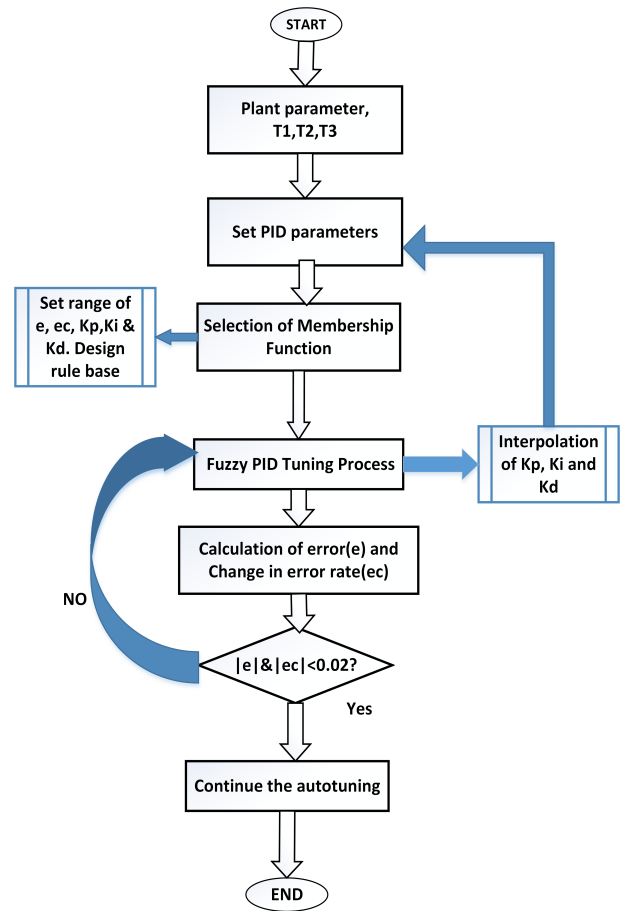 START
Plant parameter,
T1,T2,T3
Set PID parameters
Set range of
e, ec, Kp,Ki &
Kd. Design
rule base
Selection of Membership
Function
Fuzzy PID Tuning Process
Interpolation
of Kp, Ki and
Kd
Calculation of error(e) and
Change in error rate(ec)
NO
|e|&|ec|<0.02?
Yes
Continue the autotuning
END